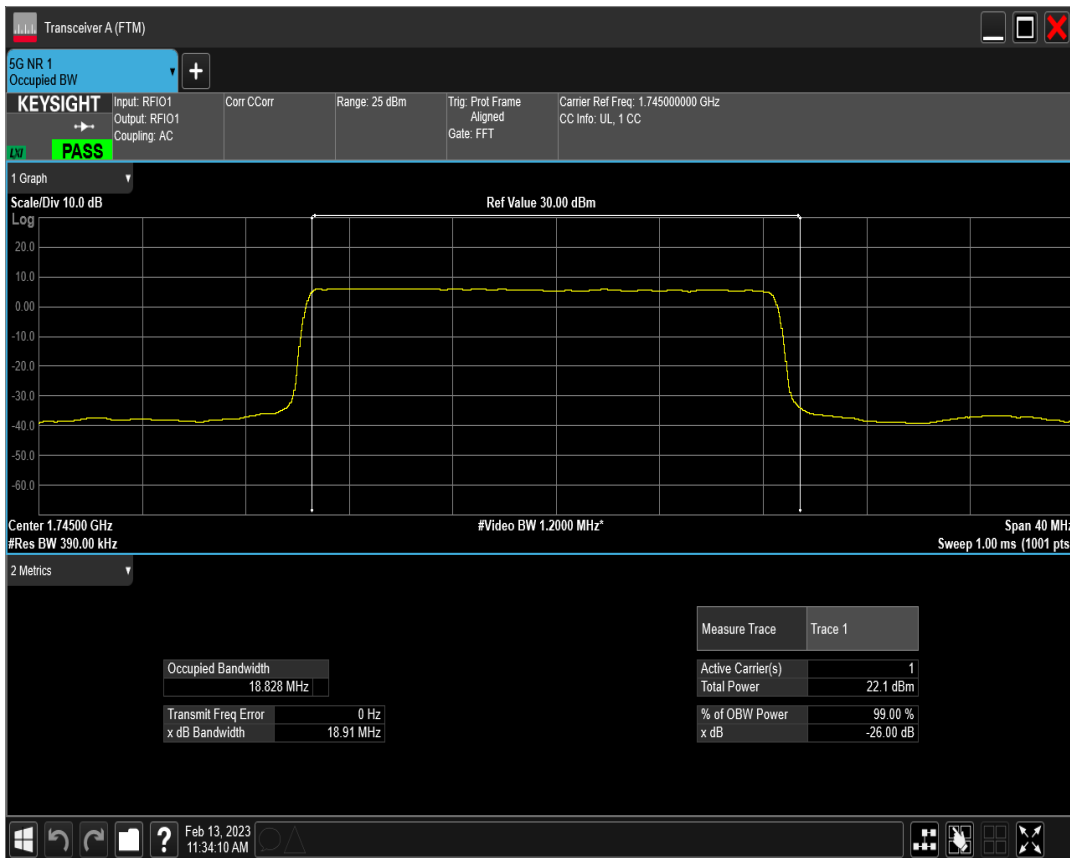 Transceiver A (FTM)
5G NR 1
Occupied BW
+
KEYSIGHT
LXI
PASS
Input: RFIO1
Output: RFIO1
Coupling: AC
Corr CCorr
Range: 25 dBm
Trig: Prot Frame
Aligned
Gate: FFT
Carrier Ref Freq: 1.745000000 GHz
CC Info: UL, 1 CC
1 Graph
Scale/Div 10.0 dB
Ref Value 30.00 dBm
Log
20.0
10.0
0.00
-10.0
-20.0
-30.0
-40.0
-50.0
-60.0
Center 1.74500 GHz
#Video BW 1.2000 MHz*
Span 40 MHz
#Res BW 390.00 kHz
Sweep 1.00 ms (1001 pts
2 Metrics
Measure Trace Trace 1
Occupied Bandwidth
18.828 MHz
Active Carrier(s) 1
Total Power 22.1 dBm
Transmit Freq Error 0 Hz
x dB Bandwidth 18.91 MHz
% of OBW Power 99.00 %
x dB -26.00 dB
?
Feb 13, 2023
11:34:10 AM